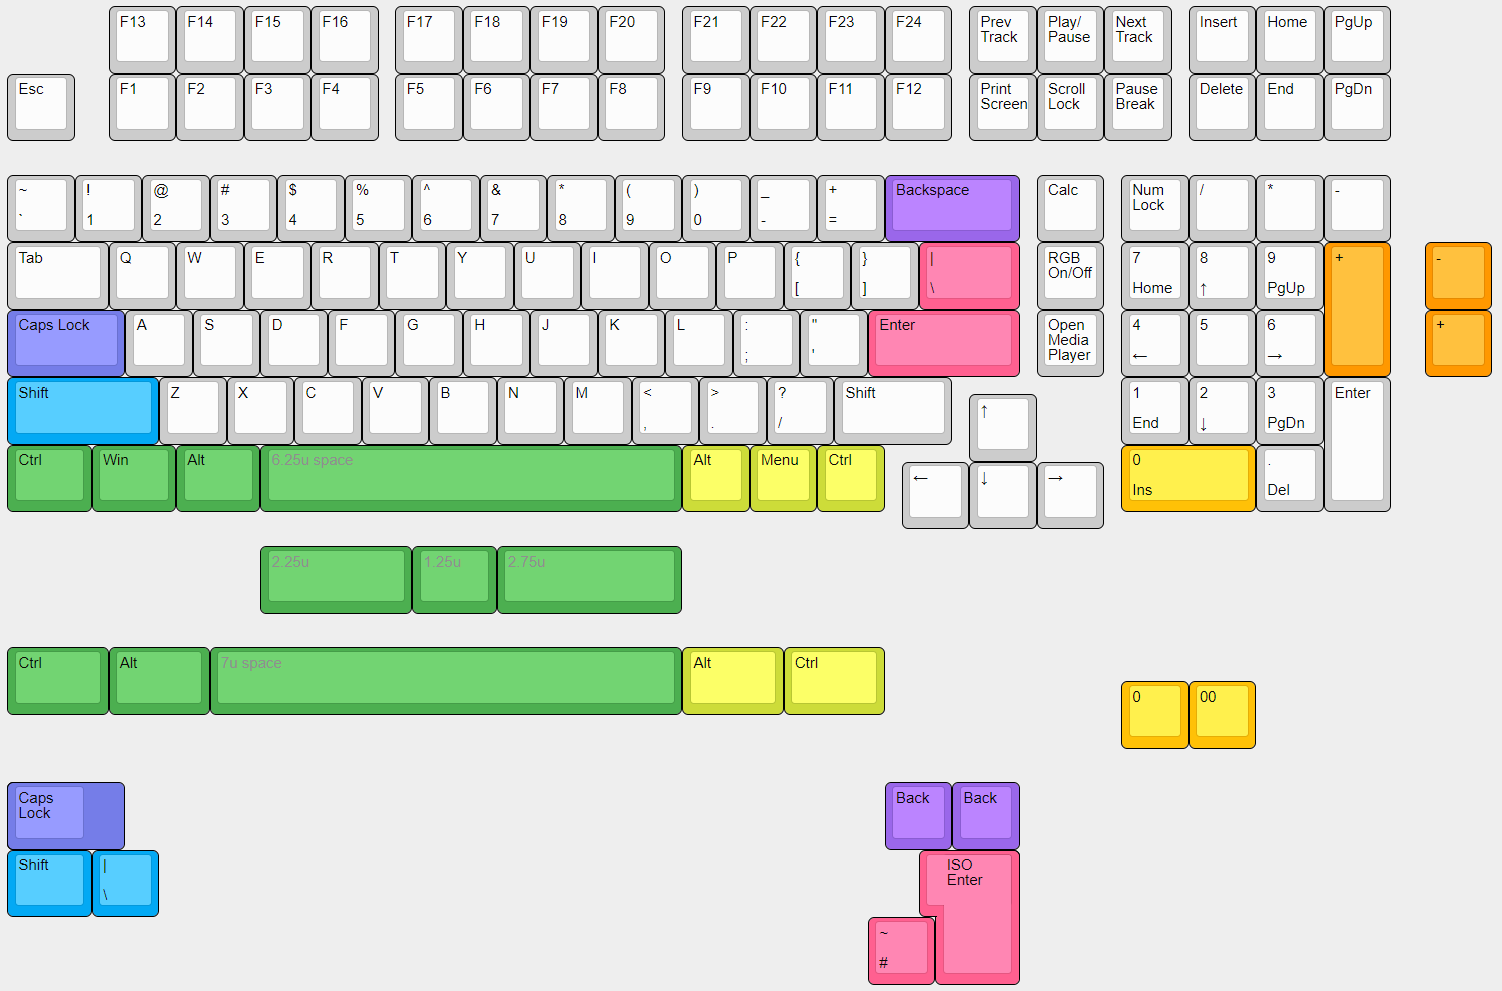 F13 F14 F15 F16 F17 F18 F19 F20 F21 F22 F23 F24 Prev Track Play/ Pause Next Track Insert Home PgUp
Esc F1 F2 F3 F4 F5 F6 F7 F8 F9 F10 F11 F12 Print Screen Scroll Lock Pause Break Delete End PgDn
~ ! @ # $ % ^ & * ( ) _ + Backspace Calc Num Lock / * -
` 1 2 3 4 5 6 7 8 9 0 - =
Tab Q W E R T Y U I O P { } | RGB On/Off 7 8 9 + -
[ ] \ Home ↑ PgUp
Caps Lock A S D F G H J K L : " Enter Open Media Player 4 5 6 +
; ' ← →
Shift Z X C V B N M < > ? Shift ↑ 1 2 3 Enter
, . / End ↓ PgDn
Ctrl Win Alt 6.25u space Alt Menu Ctrl ← ↓ → 0 .
Ins Del
2.25u 1.25u 2.75u
Ctrl Alt 7u space Alt Ctrl
0 00
Caps Lock Back Back
Shift | ISO Enter
\
~
#